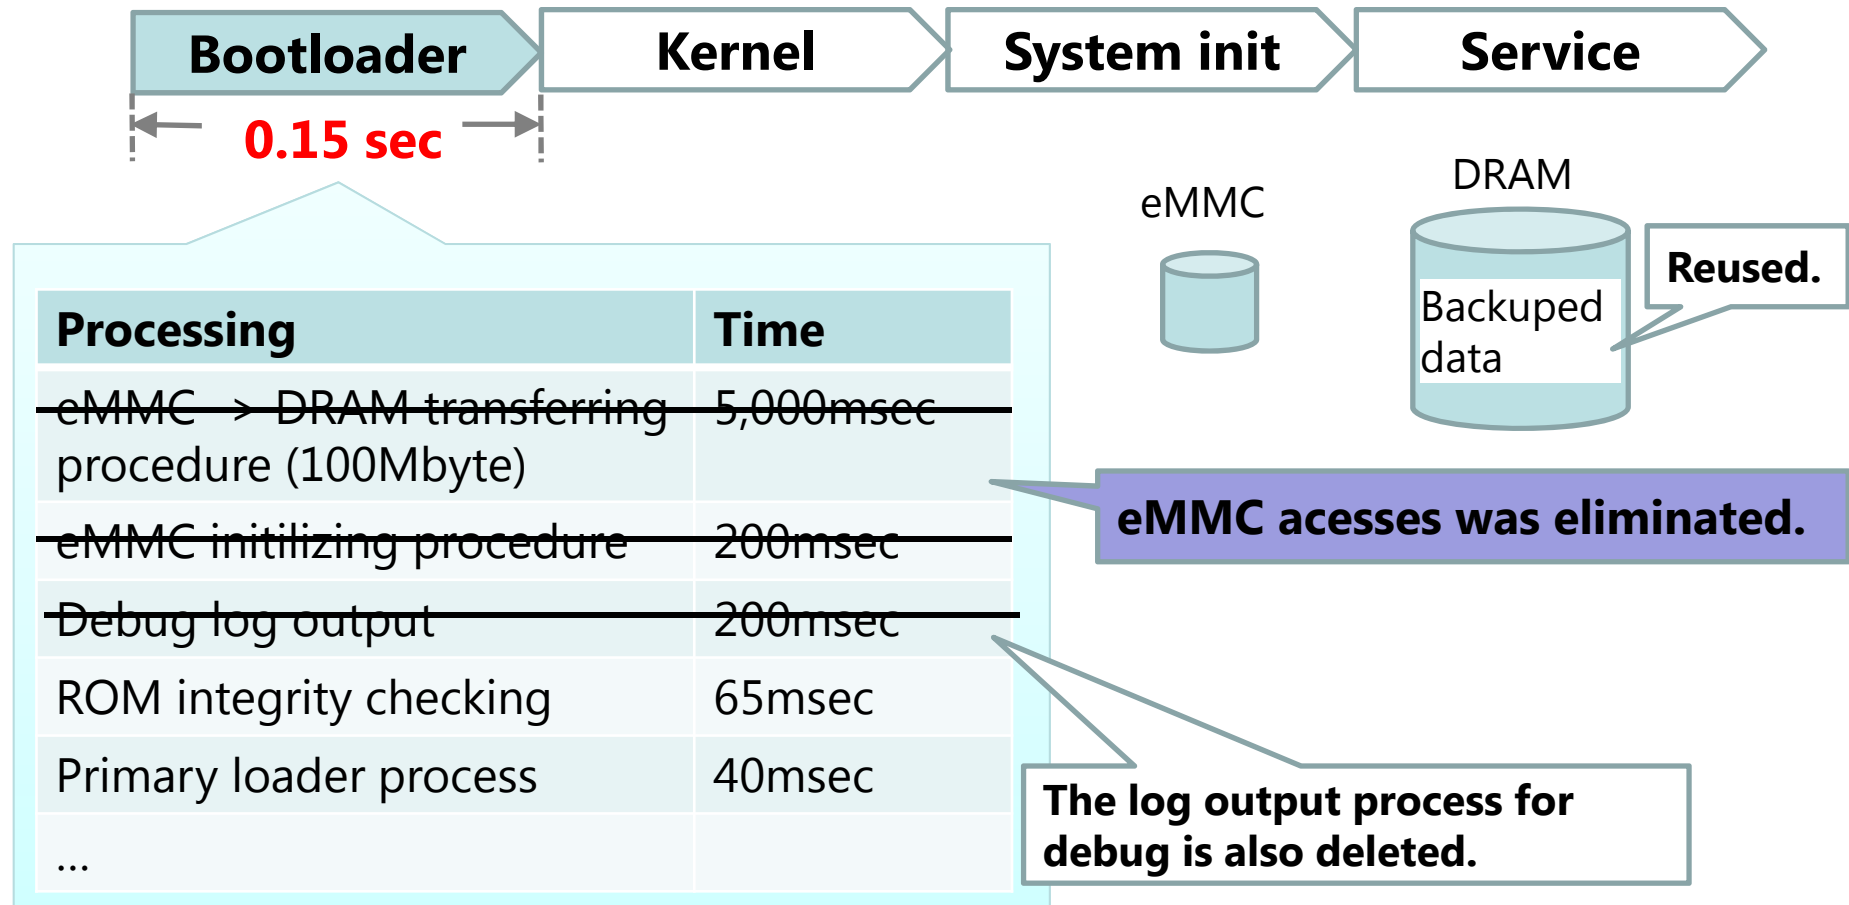 Bootloader Kernel System init Service
0.15 sec
eMMC
DRAM
Backuped
data
Reused.
Processing Time
eMMC > DRAM transferring 5,000msec
procedure (100Mbyte)
eMMC initilizing procedure 200msec
Debug log output 200msec
ROM integrity checking 65msec
Primary loader process 40msec
...
eMMC acesses was eliminated.
The log output process for
debug is also deleted.